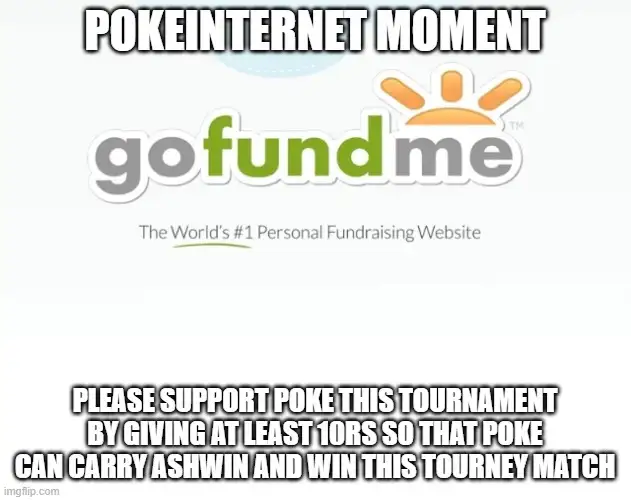 POKEINTERNET MOMENT
gofundme™
The World's #1 Personal Fundraising Website
PLEASE SUPPORT POKE THIS TOURNAMENT
BY GIVING AT LEAST 10RS SO THAT POKE
CAN CARRY ASHWIN AND WIN THIS TOURNEY MATCH
imgflip.com